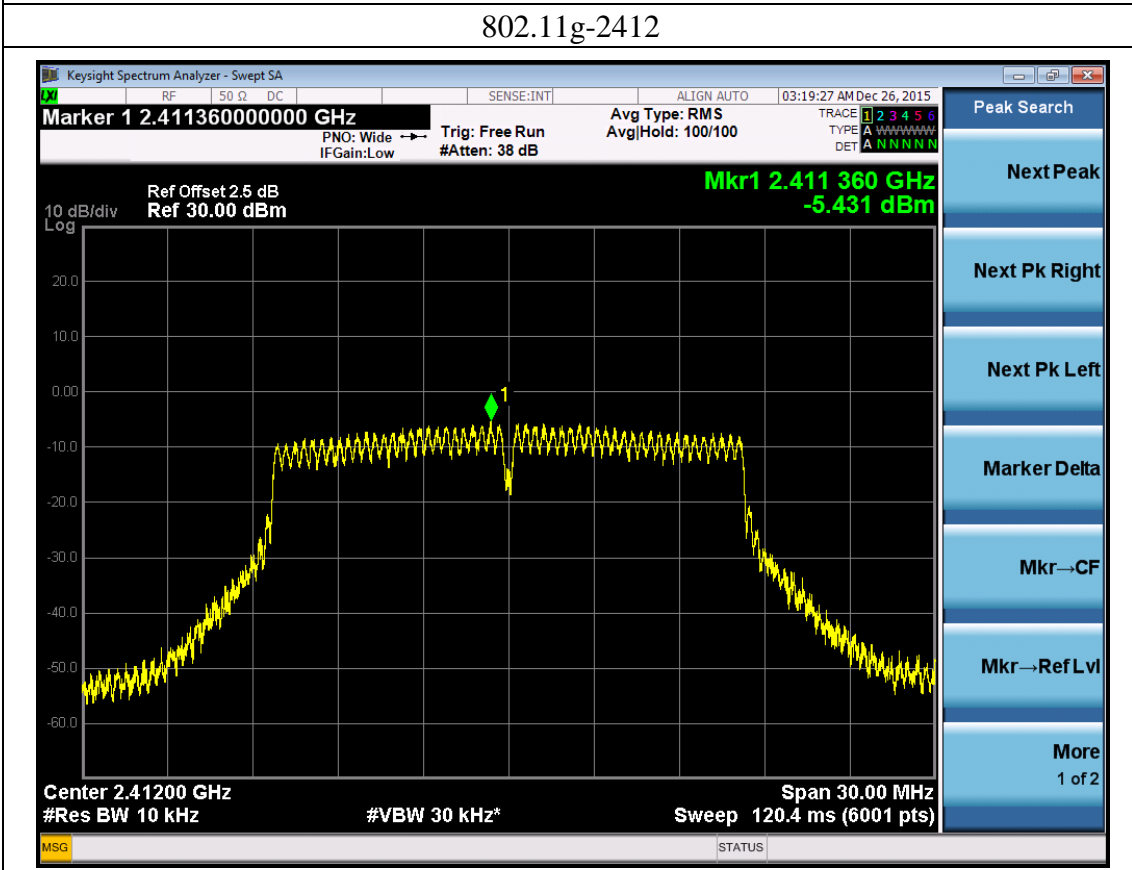 802.11g-2412
Keysight Spectrum Analyzer - Swept SA
LXI RF 50 Ω DC SENSE:INT ALIGN AUTO 03:19:27 AM Dec 26, 2015
Marker 1 2.411360000000 GHz
PNO: Wide
IFGain:Low
Trig: Free Run
#Atten: 38 dB
Avg Type: RMS
Avg|Hold: 100/100
TRACE 1 2 3 4 5 6
TYPE A WWWWW
DET A N N N N N
Peak Search
Mkr1 2.411 360 GHz
-5.431 dBm
Ref Offset 2.5 dB
10 dB/div Ref 30.00 dBm
Log
20.0
10.0
0.00
-10.0
-20.0
-30.0
-40.0
-50.0
-60.0
1
Center 2.41200 GHz Span 30.00 MHz
#Res BW 10 kHz #VBW 30 kHz* Sweep 120.4 ms (6001 pts)
Next Peak
Next Pk Right
Next Pk Left
Marker Delta
Mkr→CF
Mkr→Ref Lvl
More
1 of 2
MSG STATUS